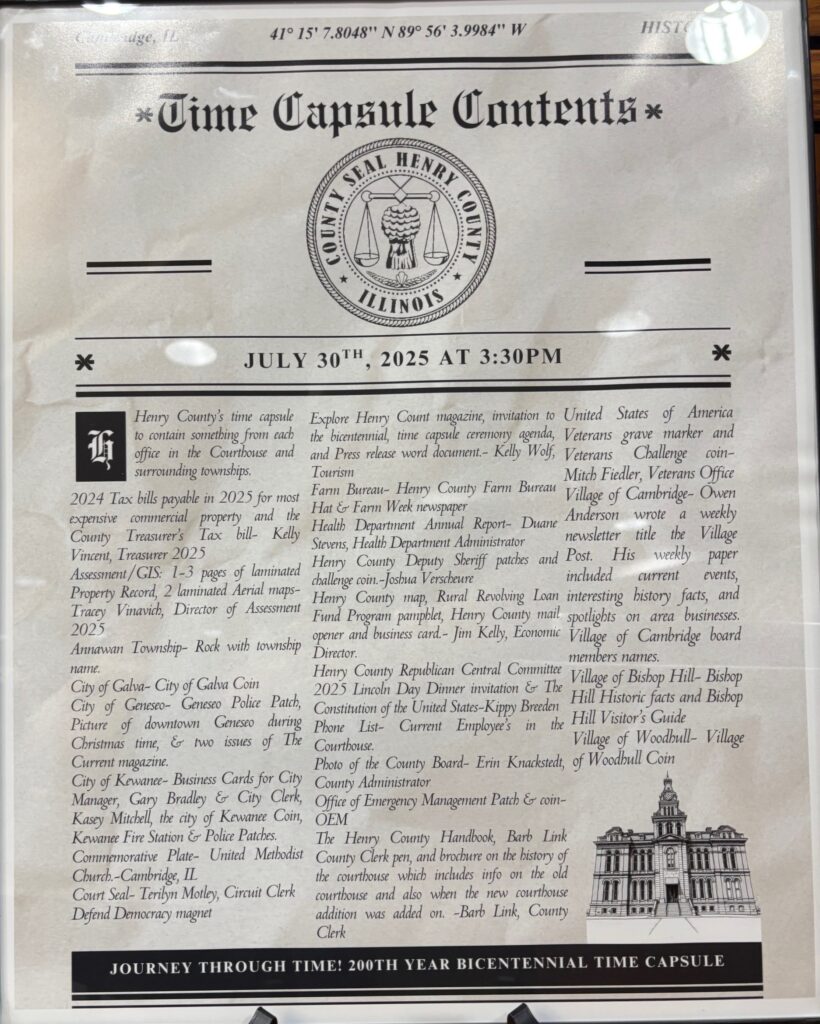 Cambridge, IL
41° 15' 7.8048" N 89° 56' 3.9984" W
*Time Capsule Contents*
COUNTY SEAL HENRY COUNTY
ILLINOIS
JULY 30TH, 2025 AT 3:30PM
H
Henry County's time capsule
to contain something from each
office in the Courthouse and
surrounding townships.
2024 Tax bills payable in 2025 for most
expensive commercial property and the
County Treasurer's Tax bill- Kelly
Vincent, Treasurer 2025
Assessment/GIS: 1-3 pages of laminated
Property Record, 2 laminated Aerial maps-
Tracey Vinavich, Director of Assessment
2025
Annawan Township- Rock with township
name.
City of Galva- City of Galva Coin
City of Geneseo- Geneseo Police Patch,
Picture of downtown Geneseo during
Christmas time, & two issues of The
Current magazine.
City of Kewanee- Business Cards for City
Manager, Gary Bradley & City Clerk,
Kasey Mitchell, the city of Kewanee Coin,
Kewanee Fire Station & Police Patches.
Commemorative Plate- United Methodist
Church.-Cambridge, IL
Court Seal- Terilyn Motley, Circuit Clerk
Defend Democracy magnet
Explore Henry Count magazine, invitation to
the bicentennial, time capsule ceremony agenda,
and Press release word document.- Kelly Wolf,
Tourism
Farm Bureau- Henry County Farm Bureau
Hat & Farm Week newspaper
Health Department Annual Report- Duane
Stevens, Health Department Administrator
Henry County Deputy Sheriff patches and
challenge coin.-Joshua Verscheure
Henry County map, Rural Revolving Loan
Fund Program pamphlet, Henry County mail
opener and business card.- Jim Kelly, Economic
Director.
Henry County Republican Central Committee
2025 Lincoln Day Dinner invitation & The
Constitution of the United States-Kippy Breeden
Phone List- Current Employee's in the
Courthouse.
Photo of the County Board- Erin Knackstedt,
County Administrator
Office of Emergency Management Patch & coin-
OEM
The Henry County Handbook, Barb Link
County Clerk pen, and brochure on the history of
the courthouse which includes info on the old
courthouse and also when the new courthouse
addition was added on. -Barb Link, County
Clerk
United States of America
Veterans grave marker and
Veterans Challenge coin-
Mitch Fiedler, Veterans Office
Village of Cambridge- Owen
Anderson wrote a weekly
newsletter title the Village
Post. His weekly paper
included current events,
interesting history facts, and
spotlights on area businesses.
Village of Cambridge board
members names.
Village of Bishop Hill- Bishop
Hill Historic facts and Bishop
Hill Visitor's Guide
Village of Woodhull- Village
of Woodhull Coin
JOURNEY THROUGH TIME! 200TH YEAR BICENTENNIAL TIME CAPSULE